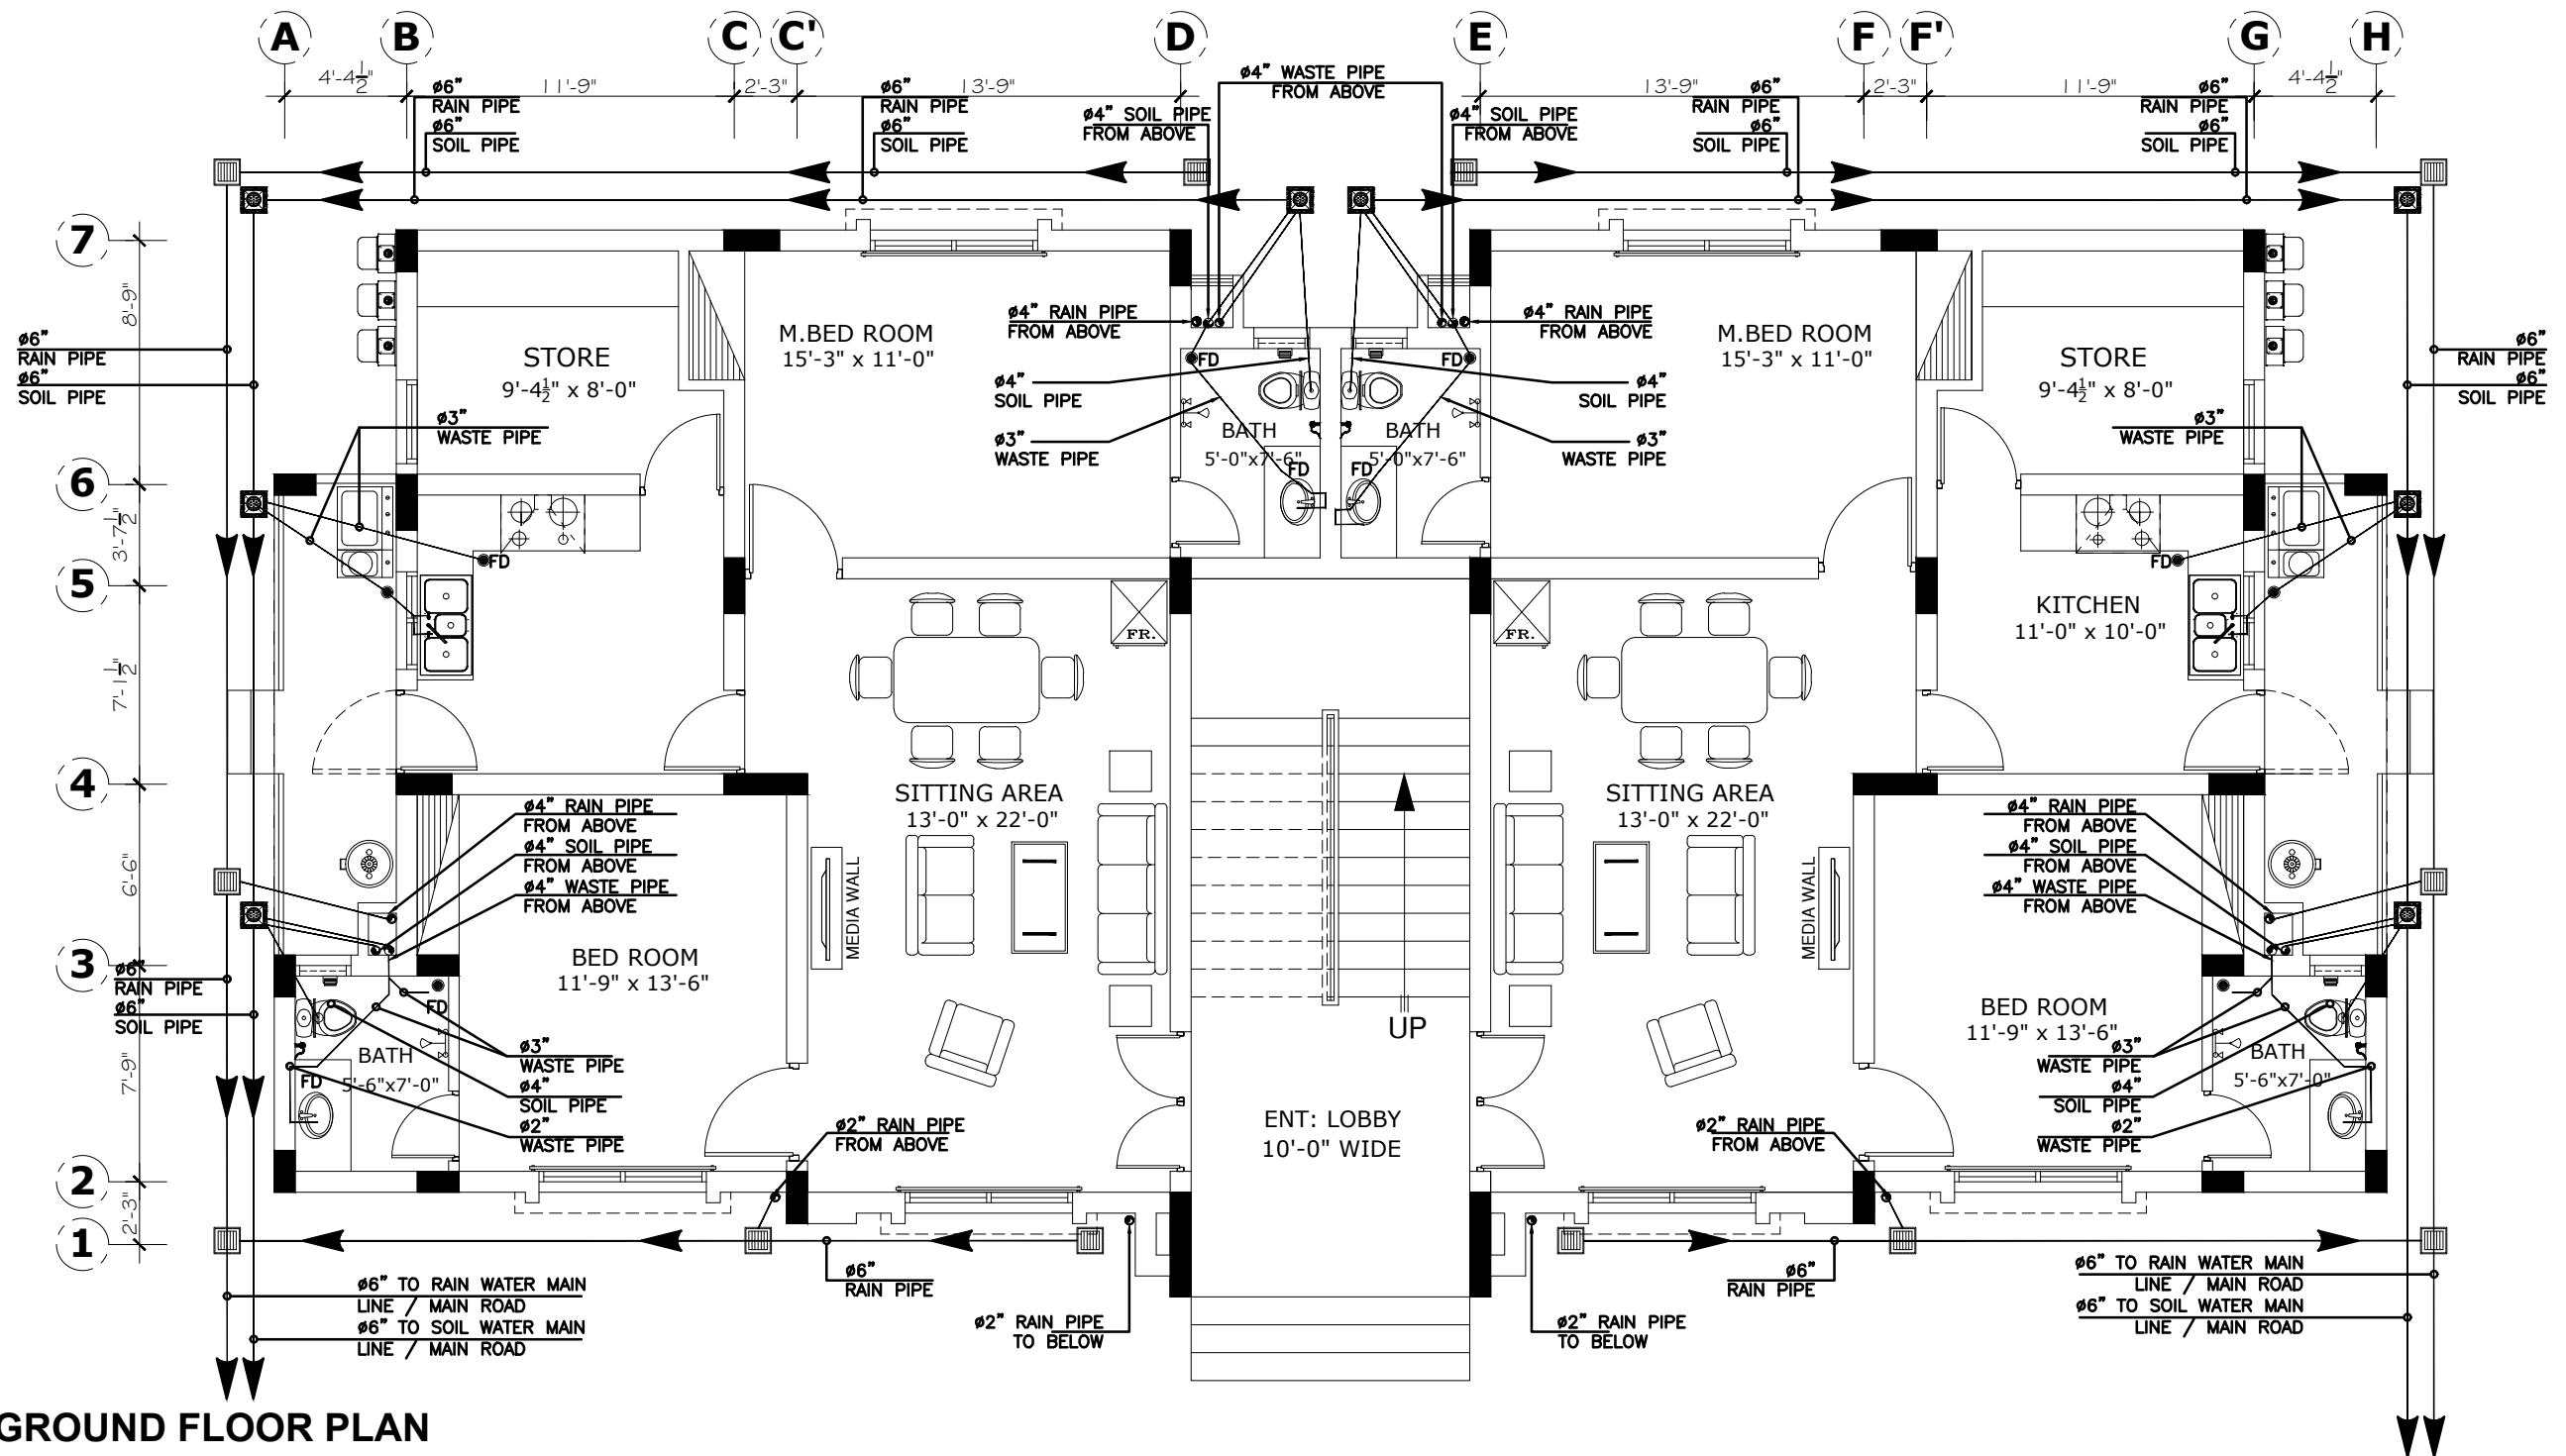 A B C C' D E F F' G H
4'-4½" 11'-9" 2'-3" 13'-9" 13'-9" 2'-3" 11'-9" 4'-4½"
ø6”
RAIN PIPE
ø6”
SOIL PIPE
ø6”
RAIN PIPE
ø6”
SOIL PIPE
ø4” SOIL PIPE
FROM ABOVE
ø4” WASTE PIPE
FROM ABOVE
ø4” SOIL PIPE
FROM ABOVE
ø6”
RAIN PIPE
ø6”
SOIL PIPE
ø6”
RAIN PIPE
ø6”
SOIL PIPE
7
8'-9"
6
3'-7½"
5
7'-1½"
4
6'-6"
3
7'-9"
2
2'-3"
1
ø6”
RAIN PIPE
ø6”
SOIL PIPE
STORE
9'-4½" x 8'-0"
ø3”
WASTE PIPE
M.BED ROOM
15'-3" x 11'-0"
ø4” RAIN PIPE
FROM ABOVE
ø4”
SOIL PIPE
ø3”
WASTE PIPE
FD
BATH
5'-0"x7'-6"
FD
FD
BATH
5'-0"x7'-6"
FD
ø4” RAIN PIPE
FROM ABOVE
ø4”
SOIL PIPE
ø3”
WASTE PIPE
M.BED ROOM
15'-3" x 11'-0"
STORE
9'-4½" x 8'-0"
ø3”
WASTE PIPE
ø6”
RAIN PIPE
ø6”
SOIL PIPE
FD
FR.
FR.
FD
KITCHEN
11'-0" x 10'-0"
SITTING AREA
13'-0" x 22'-0"
SITTING AREA
13'-0" x 22'-0"
ø4” RAIN PIPE
FROM ABOVE
ø4” SOIL PIPE
FROM ABOVE
ø4” WASTE PIPE
FROM ABOVE
MEDIA WALL
MEDIA WALL
ø4” RAIN PIPE
FROM ABOVE
ø4” SOIL PIPE
FROM ABOVE
ø4” WASTE PIPE
FROM ABOVE
ø6”
RAIN PIPE
ø6”
SOIL PIPE
BED ROOM
11'-9" x 13'-6"
FD
BATH
5'-6"x7'-0"
FD
ø3”
WASTE PIPE
ø4”
SOIL PIPE
ø2”
WASTE PIPE
UP
BED ROOM
11'-9" x 13'-6"
ø3”
WASTE PIPE
ø4”
SOIL PIPE
ø2”
WASTE PIPE
BATH
5'-6"x7'-0"
ø2” RAIN PIPE
FROM ABOVE
ENT: LOBBY
10'-0" WIDE
ø2” RAIN PIPE
FROM ABOVE
ø6” TO RAIN WATER MAIN
LINE / MAIN ROAD
ø6” TO SOIL WATER MAIN
LINE / MAIN ROAD
ø6”
RAIN PIPE
ø2” RAIN PIPE
TO BELOW
ø2” RAIN PIPE
TO BELOW
ø6”
RAIN PIPE
ø6” TO RAIN WATER MAIN
LINE / MAIN ROAD
ø6” TO SOIL WATER MAIN
LINE / MAIN ROAD
GROUND FLOOR PLAN